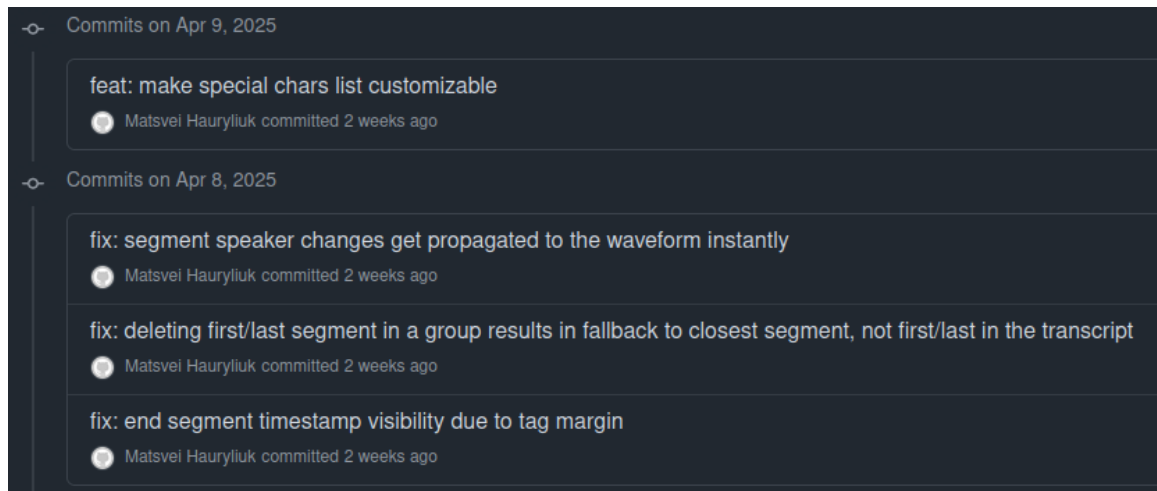 Commits on Apr 9, 2025
feat: make special chars list customizable
Matsvei Hauryliuk committed 2 weeks ago
Commits on Apr 8, 2025
fix: segment speaker changes get propagated to the waveform instantly
Matsvei Hauryliuk committed 2 weeks ago
fix: deleting first/last segment in a group results in fallback to closest segment, not first/last in the transcript
Matsvei Hauryliuk committed 2 weeks ago
fix: end segment timestamp visibility due to tag margin
Matsvei Hauryliuk committed 2 weeks ago